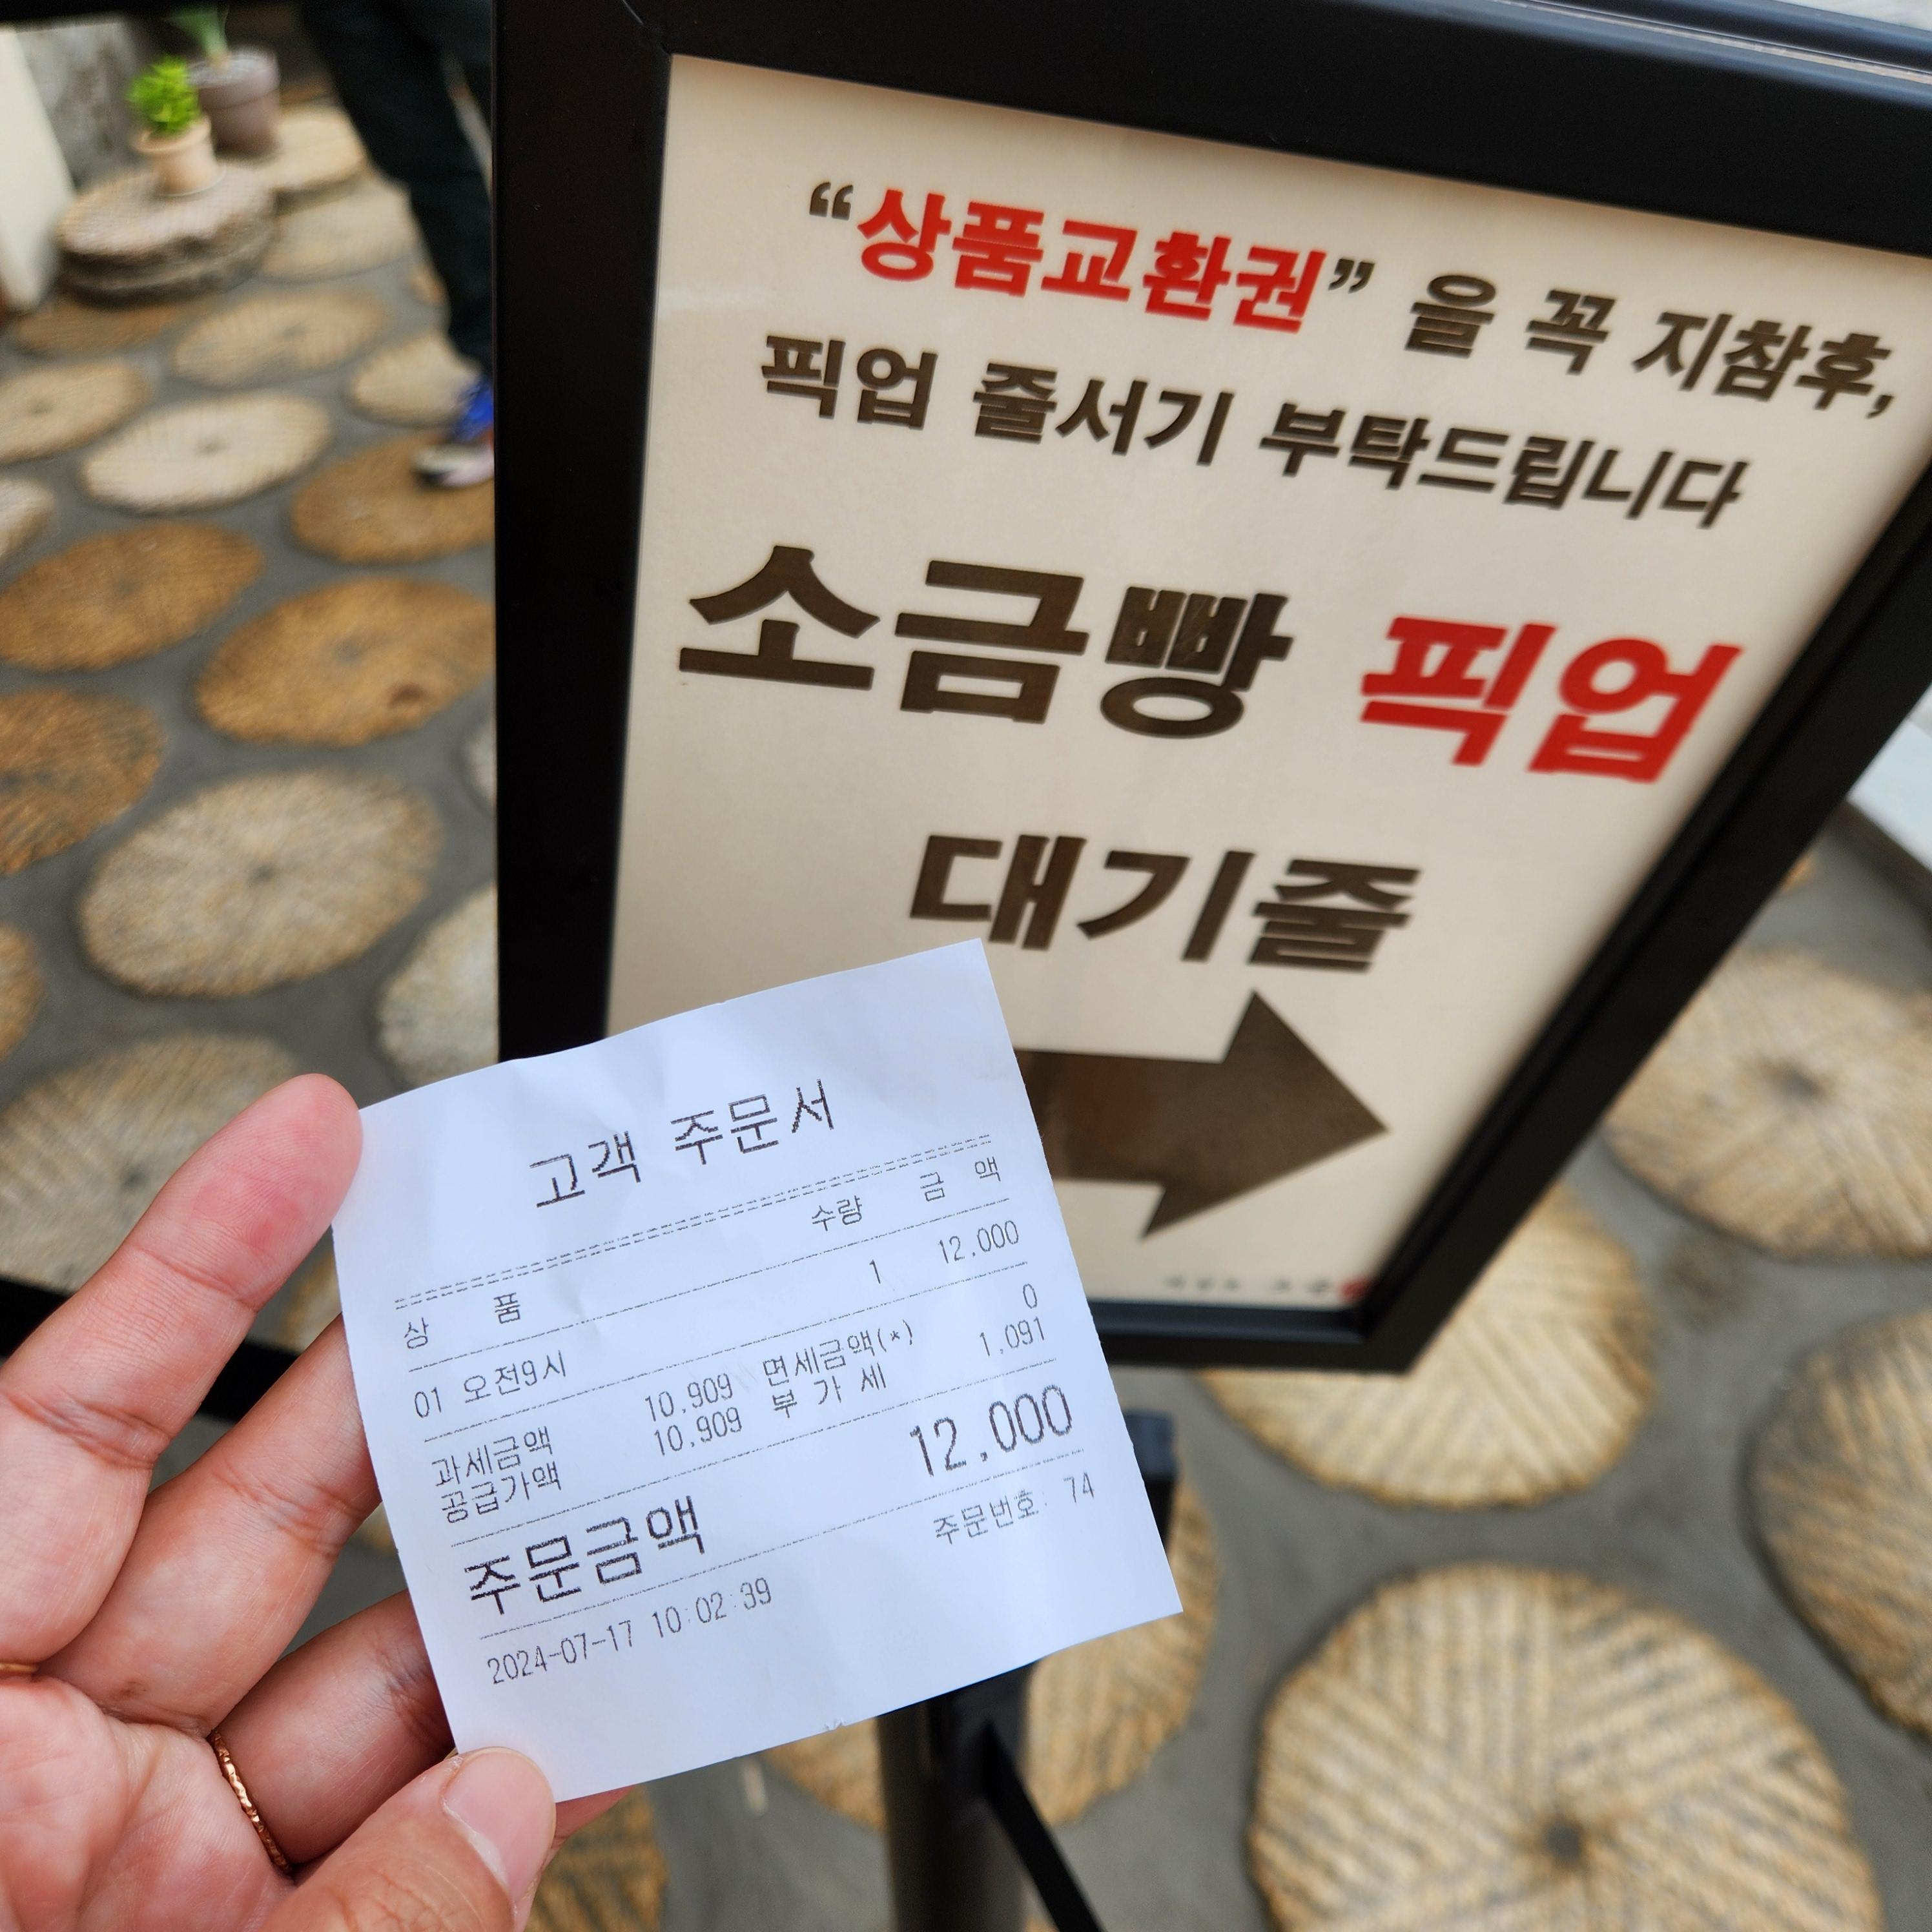 “상품교환권” 을 꼭 지참후,
픽업 줄서기 부탁드립니다
소금빵 픽업
대기줄
고객 주문서
상 품 수량 금 액
01 오전9시 1 12,000
과세금액 10,909 면세금액(*) 0
공급가액 10,909 부 가 세 1,091
주문금액 12,000
2024-07-17 10:02:39 주문번호: 74